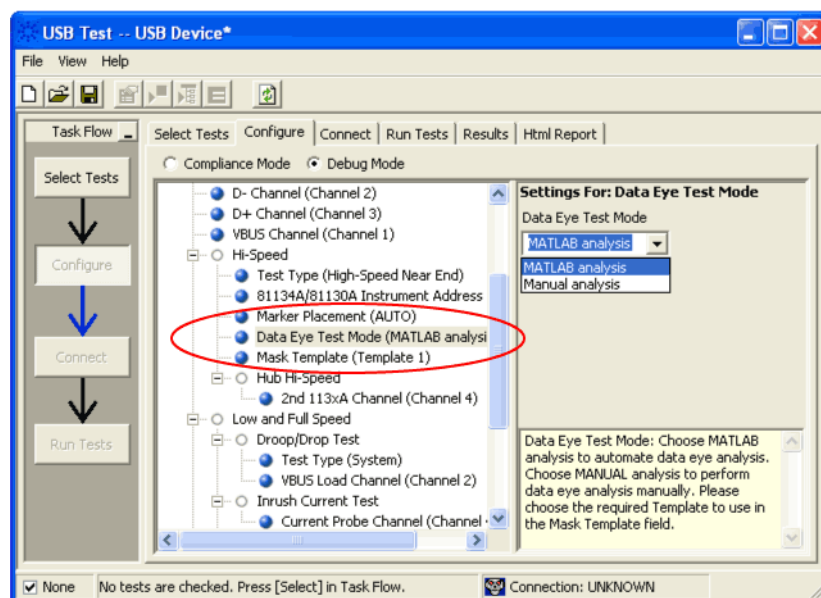 USB Test -- USB Device*
File View Help
Task Flow
Select Tests
Configure
Connect
Run Tests
Select Tests Configure Connect Run Tests Results Html Report
Compliance Mode Debug Mode
D- Channel (Channel 2)
D+ Channel (Channel 3)
VBUS Channel (Channel 1)
Hi-Speed
Test Type (High-Speed Near End)
81134A/81130A Instrument Address
Marker Placement (AUTO)
Data Eye Test Mode (MATLAB analysi
Mask Template (Template 1)
Hub Hi-Speed
2nd 113xA Channel (Channel 4)
Low and Full Speed
Droop/Drop Test
Test Type (System)
VBUS Load Channel (Channel 2)
Inrush Current Test
Current Probe Channel (Channel
Settings For: Data Eye Test Mode
Data Eye Test Mode
MATLAB analysis
MATLAB analysis
Manual analysis
Data Eye Test Mode: Choose MATLAB
analysis to automate data eye analysis.
Choose MANUAL analysis to perform
data eye analysis manually. Please
choose the required Template to use in
the Mask Template field.
None No tests are checked. Press [Select] in Task Flow. Connection: UNKNOWN